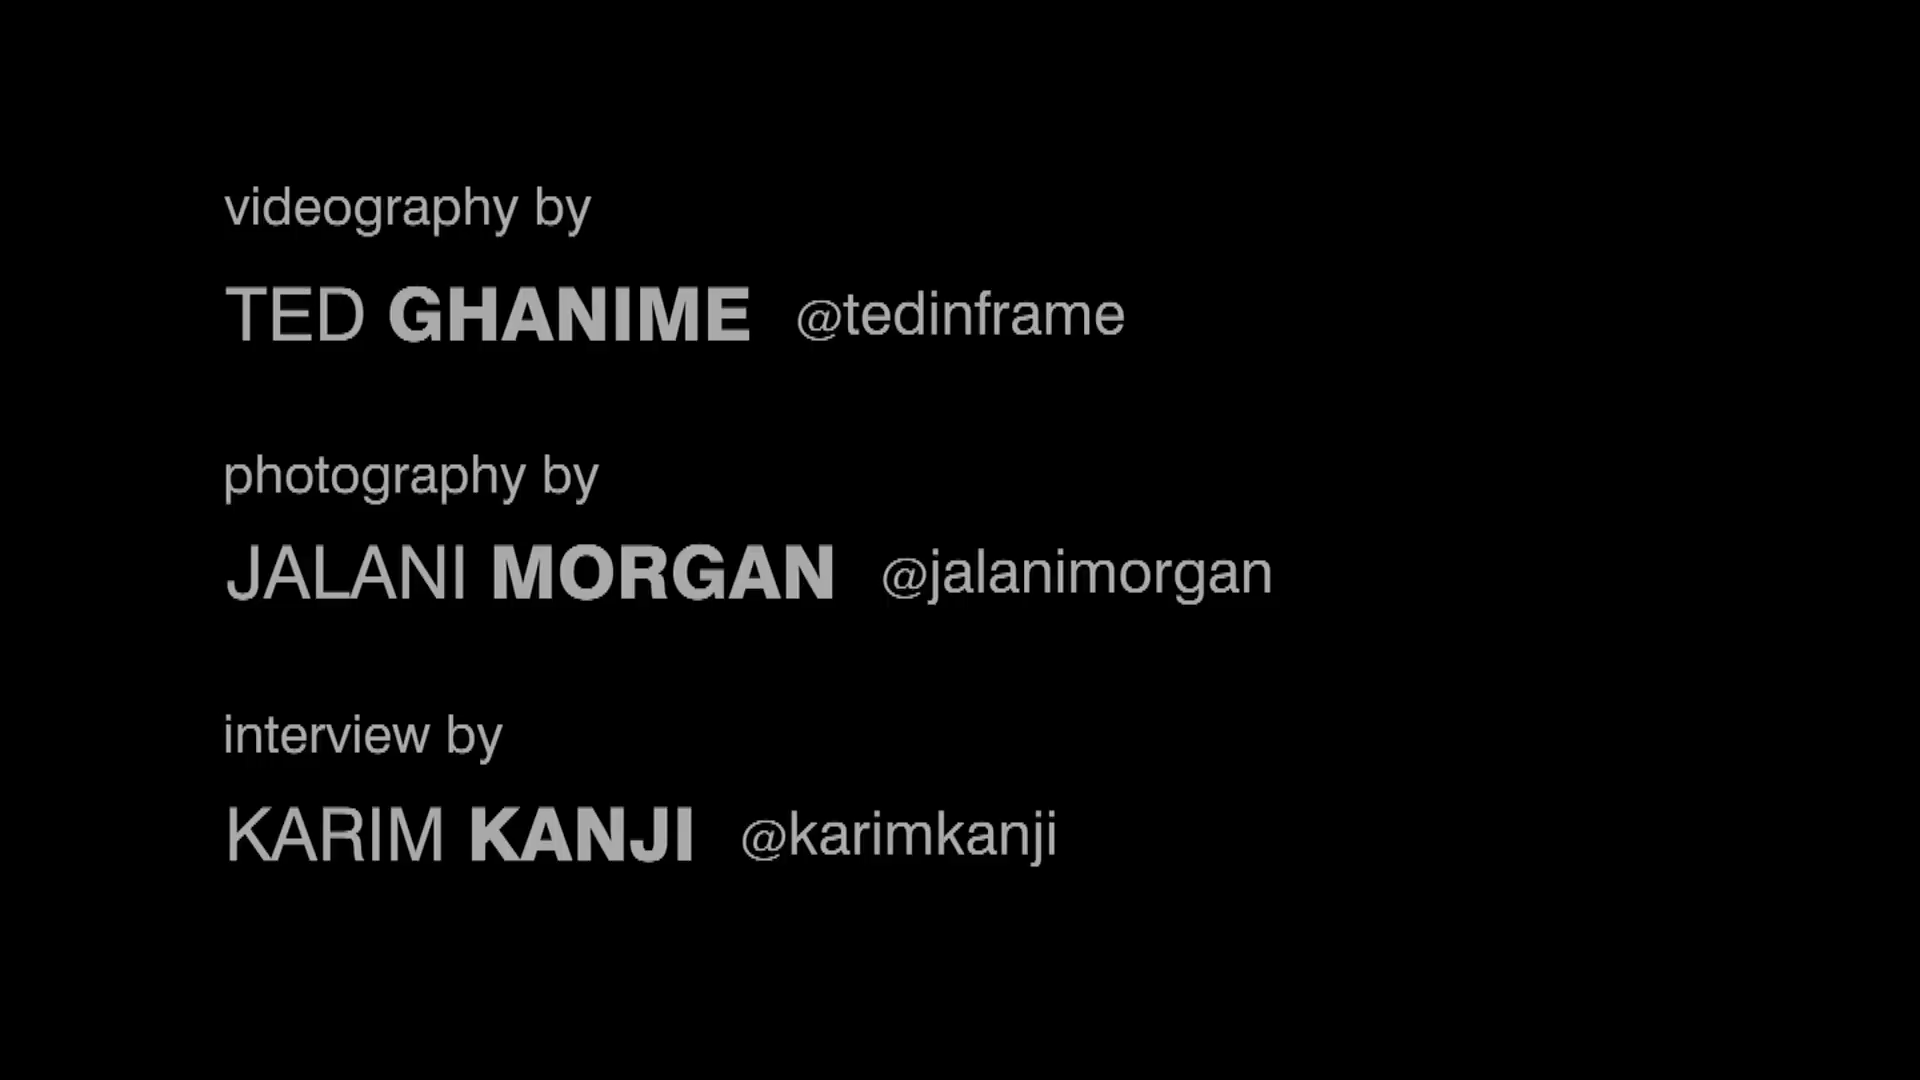 videography by
TED GHANIME @tedinframe
photography by
JALANI MORGAN @jalanimorgan
interview by
KARIM KANJI @karimkanji